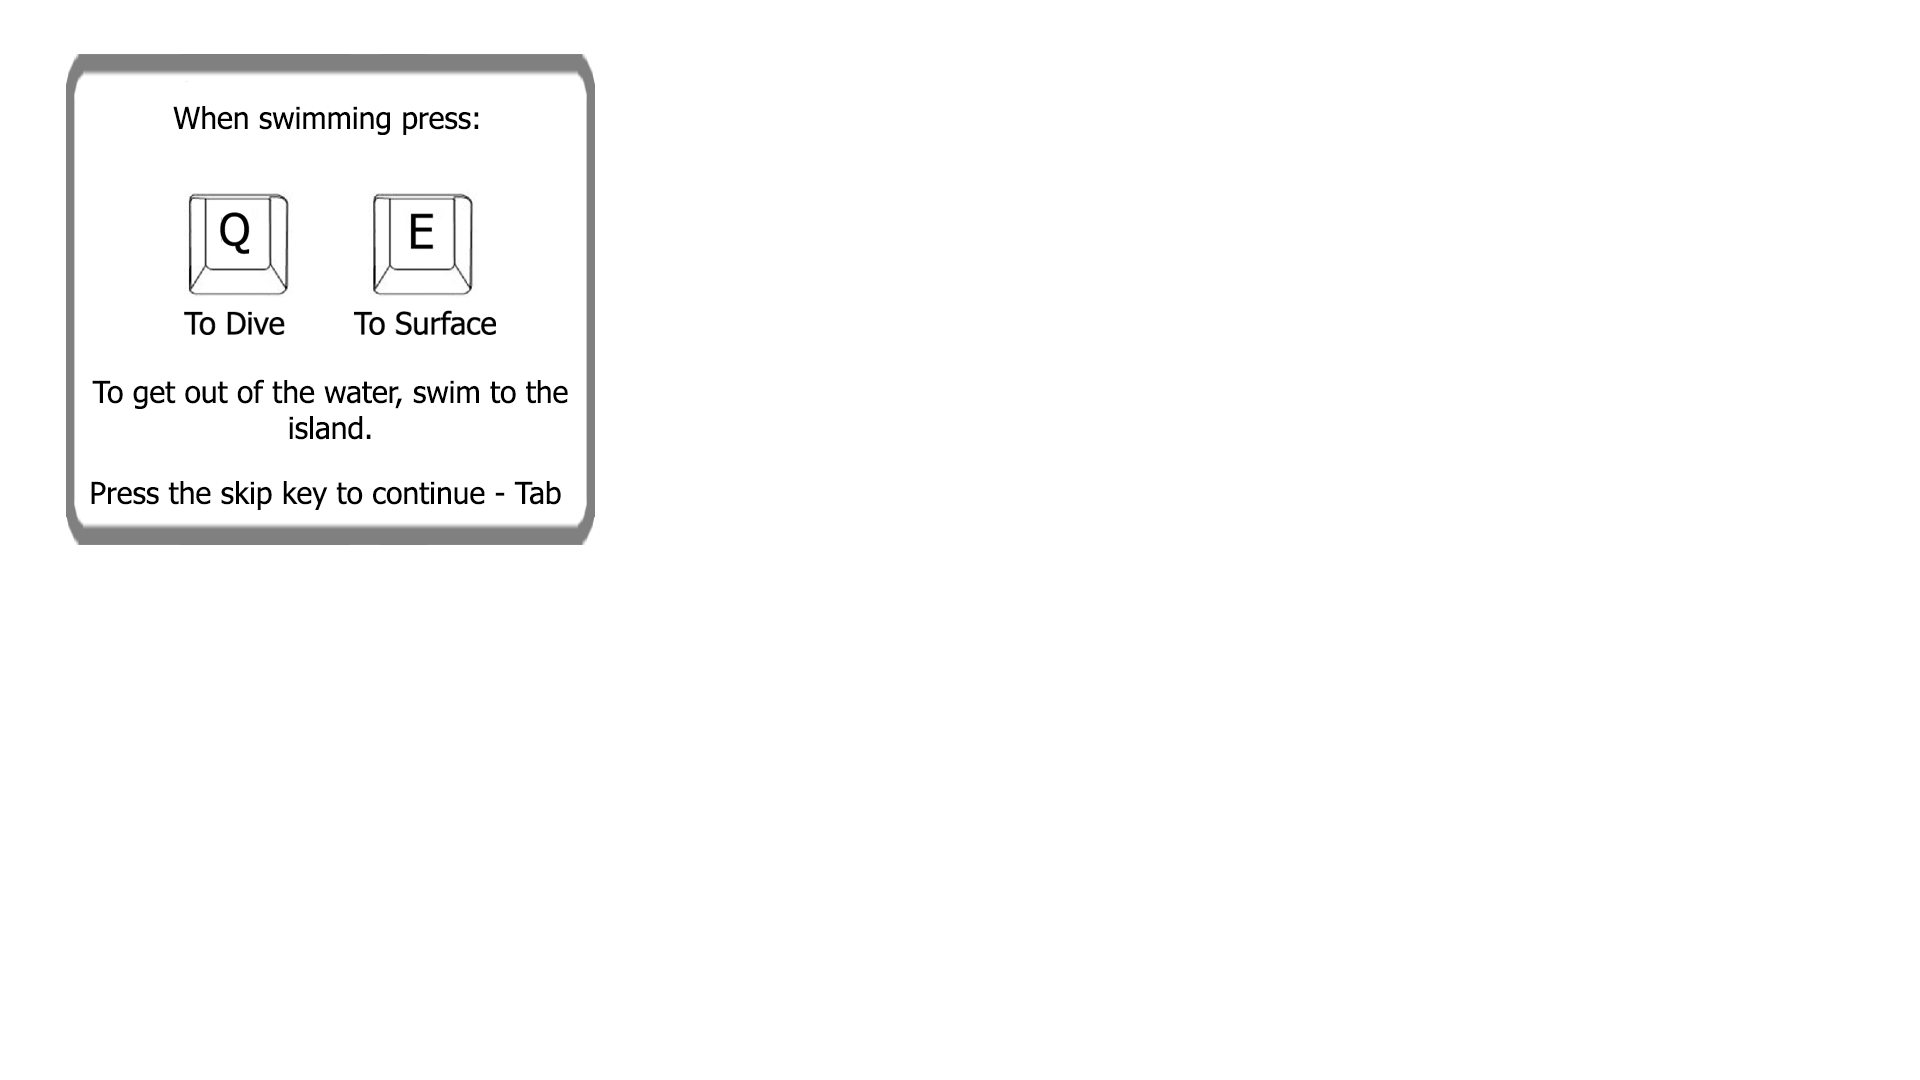 When swimming press:
Q E
To Dive To Surface
To get out of the water, swim to the
island.
Press the skip key to continue - Tab